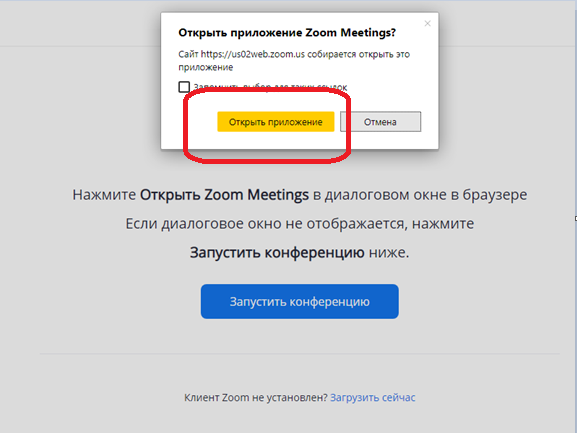 Открыть приложение Zoom Meetings?
Сайт https://us02web.zoom.us собирается открыть это
приложение
Запомнить выбор для таких ссылок
Открыть приложение
Отмена
Нажмите Открыть Zoom Meetings в диалоговом окне в браузере
Если диалоговое окно не отображается, нажмите
Запустить конференцию ниже.
Запустить конференцию
Клиент Zoom не установлен? Загрузить сейчас